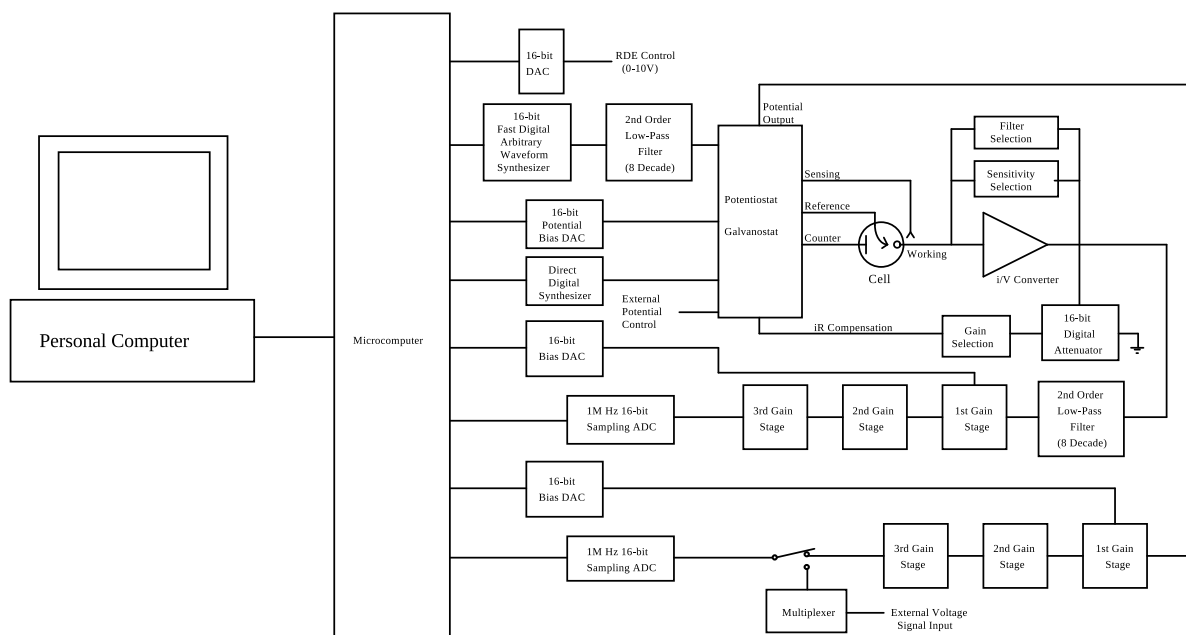 Personal Computer
Microcomputer
16-bit
DAC
RDE Control
(0-10V)
16-bit
Fast Digital
Arbitrary
Waveform
Synthesizer
2nd Order
Low-Pass
Filter
(8 Decade)
16-bit
Potential
Bias DAC
Direct
Digital
Synthesizer
External
Potential
Control
Potential
Output
Potentiostat
Galvanostat
Sensing
Reference
Counter
Working
Cell
Filter
Selection
Sensitivity
Selection
i/V Converter
iR Compensation
Gain
Selection
16-bit
Digital
Attenuator
16-bit
Bias DAC
1M Hz 16-bit
Sampling ADC
3rd Gain
Stage
2nd Gain
Stage
1st Gain
Stage
2nd Order
Low-Pass
Filter
(8 Decade)
16-bit
Bias DAC
1M Hz 16-bit
Sampling ADC
3rd Gain
Stage
2nd Gain
Stage
1st Gain
Stage
Multiplexer
External Voltage
Signal Input